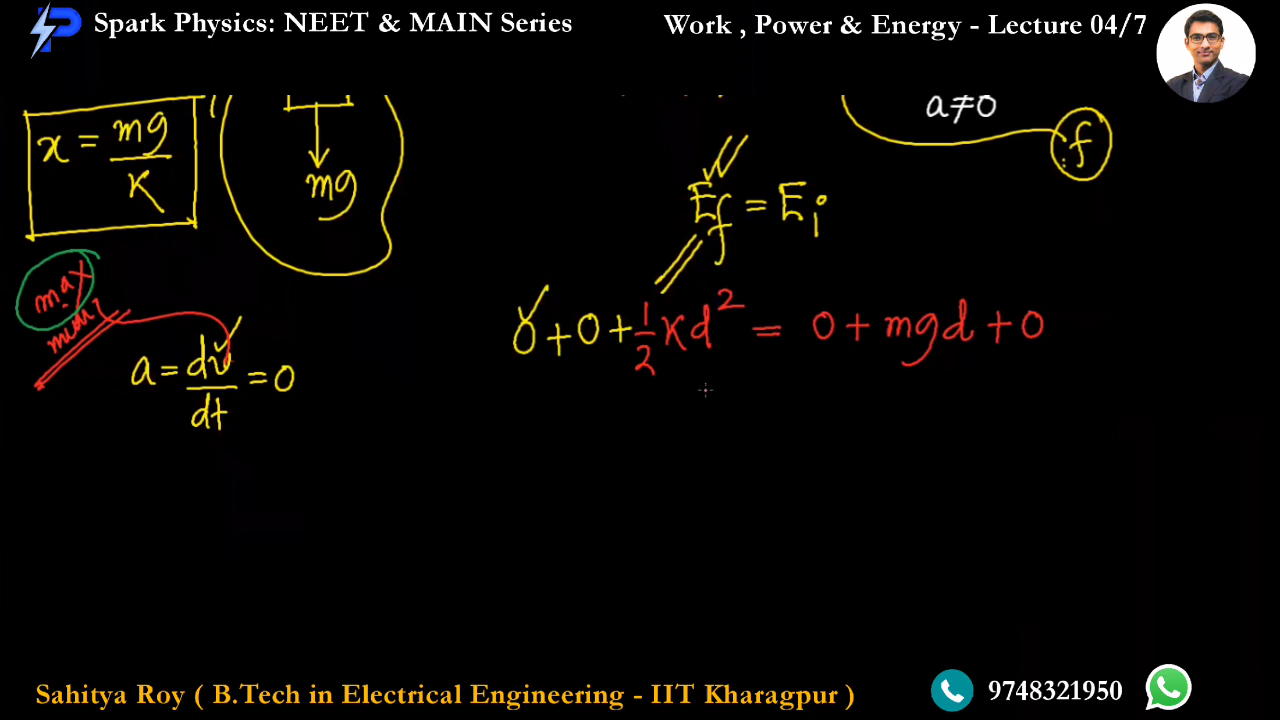 Spark Physics: NEET & MAIN Series
Work , Power & Energy - Lecture 04/7
x = mg/K
mg
a≠0
f
Ef = Ei
0 + 0 + 1/2 Kd² = 0 + mgd + 0
max
a = dv/dt = 0
Sahitya Roy ( B.Tech in Electrical Engineering - IIT Kharagpur )
9748321950